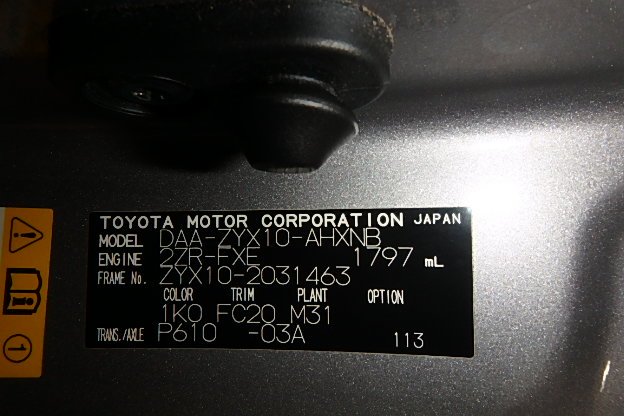 TOYOTA MOTOR CORPORATION JAPAN
MODEL DAA-ZYX10-AHXNB
ENGINE 2ZR-FXE 1797 mL
FRAME No. ZYX10-2031463
COLOR TRIM PLANT OPTION
1K0 FC20 M31
TRANS./AXLE P610 -03A 113
1